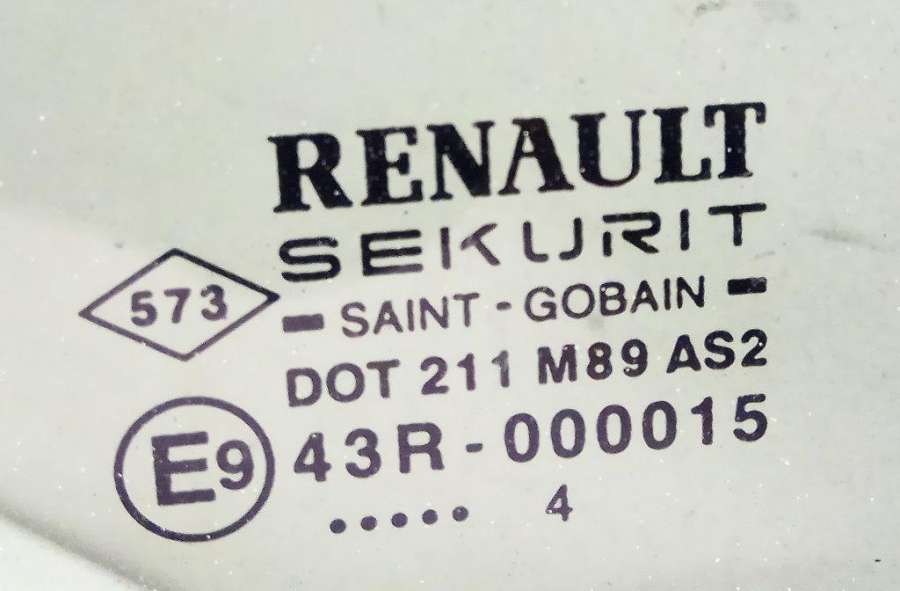 RENAULT
SEKURIT
573
- SAINT - GOBAIN -
DOT 211 M89 AS2
E9
43R - 000015
..... 4